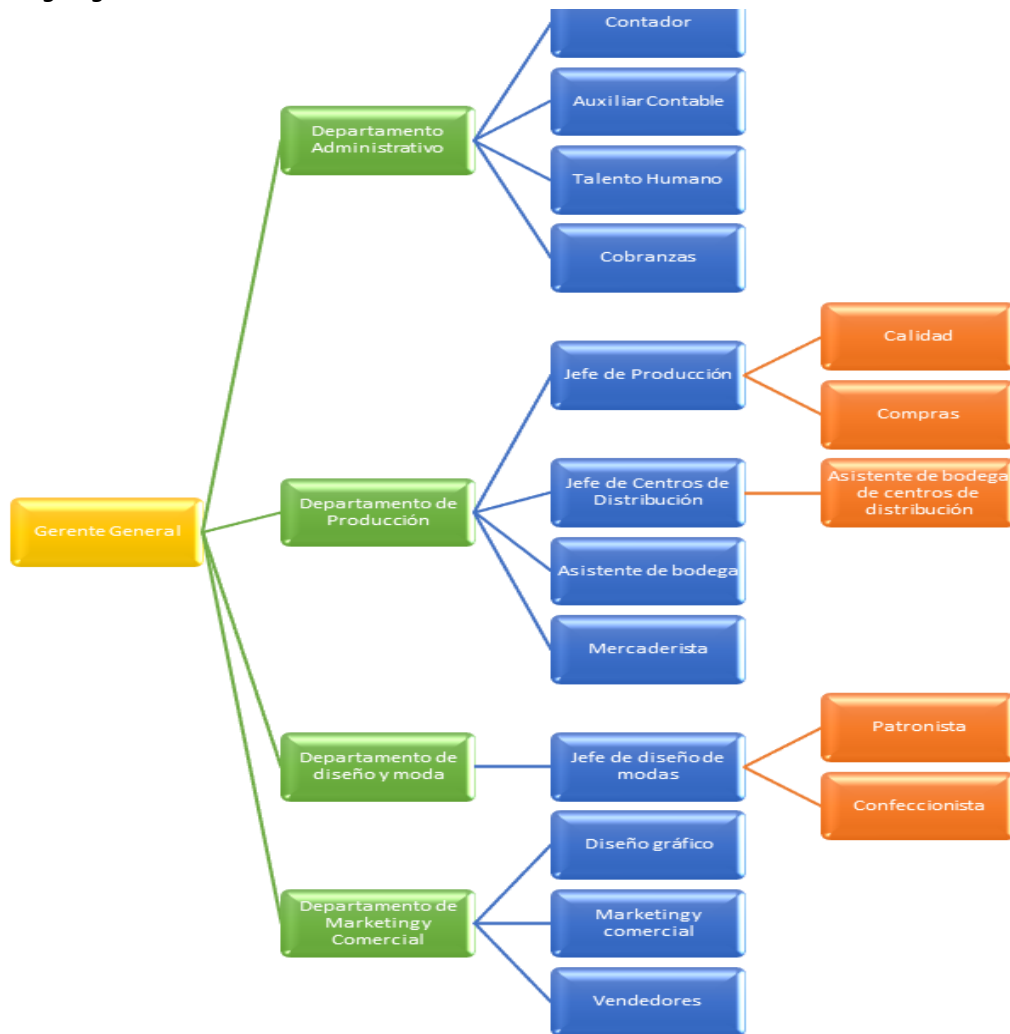 Contador
Auxiliar Contable
Departamento
Administrativo
Talento Humano
Cobranzas
Calidad
Jefe de Producción
Compras
Jefe de Centros de
Distribución
Asistente de bodega
de centros de
distribución
Departamento de
Producción
Gerente General
Asistente de bodega
Mercaderista
Patronista
Departamento de
diseño y moda
Jefe de diseño de
modas
Confeccionista
Diseño gráfico
Departamento de
Marketing y
Comercial
Marketing y
comercial
Vendedores